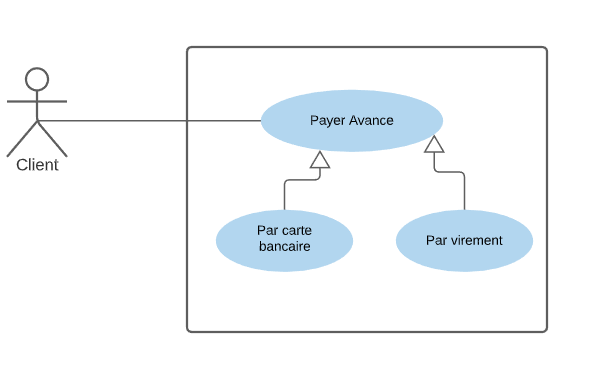 Payer Avance
Client
Par carte
bancaire
Par virement